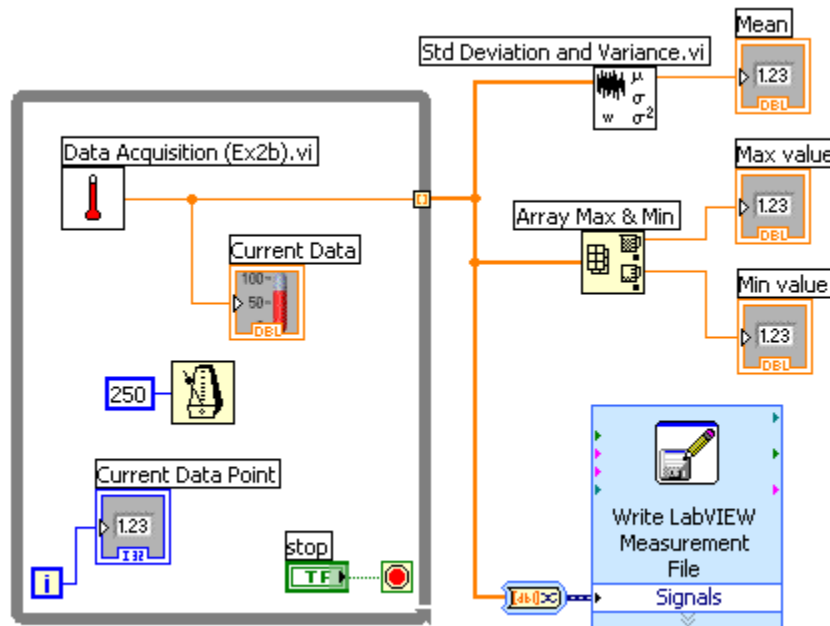 Mean
Std Deviation and Variance.vi
μ
σ
w σ²
1.23
DBL
Data Acquisition (Ex2b).vi
Max value
1.23
DBL
Array Max & Min
Current Data
100
50
DBL
Min value
1.23
DBL
250
Current Data Point
1.23
I32
i
stop
TF
Write LabVIEW
Measurement
File
Signals